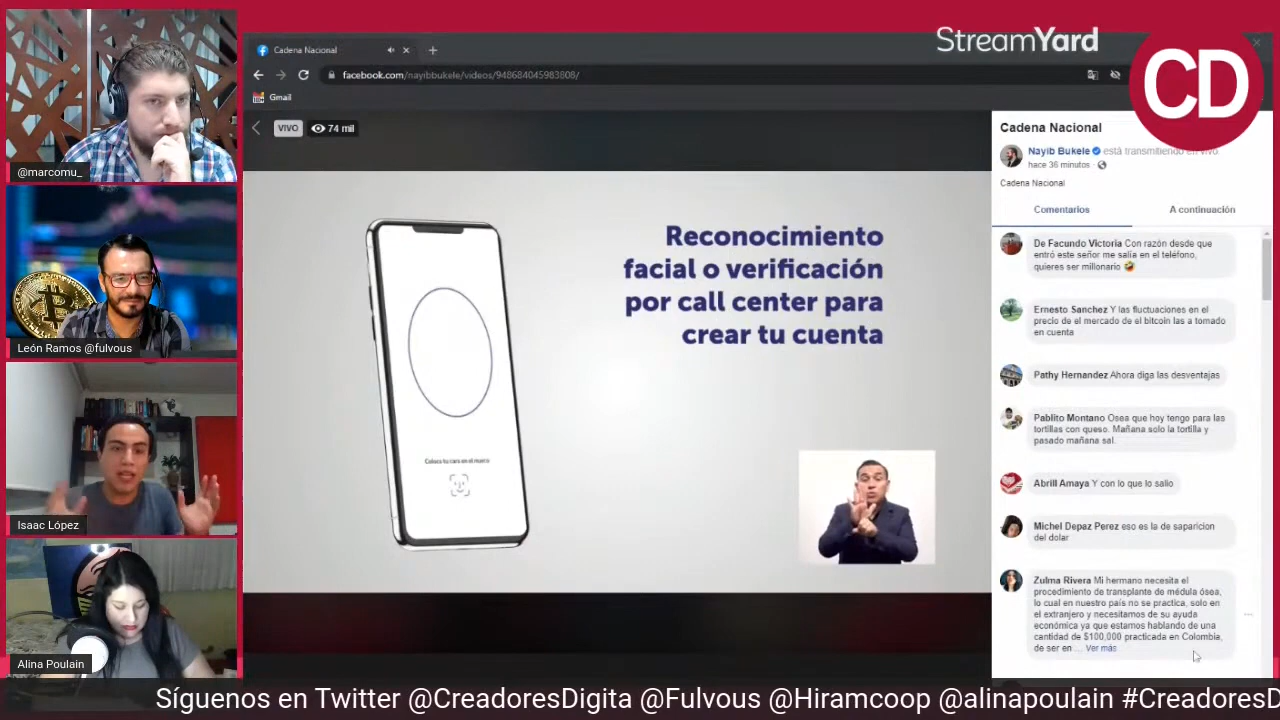 StreamYard
CD
Cadena Nacional
facebook.com/nayibbukele/videos/948684045983808/
Gmail
VIVO
74 mil
@marcomu_
León Ramos @fulvous
Isaac López
Alina Poulain
Reconocimiento
facial o verificación
por call center para
crear tu cuenta
Coloca tu cara en el marco
Cadena Nacional
Nayib Bukele está transmitiendo en vivo.
hace 36 minutos
Cadena Nacional
Comentarios
A continuación
De Facundo Victoria Con razón desde que
entró este señor me salía en el teléfono,
quieres ser millonario
Ernesto Sanchez Y las fluctuaciones en el
precio de el mercado de el bitcoin las a tomado
en cuenta
Pathy Hernandez Ahora diga las desventajas
Pablito Montano Osea que hoy tengo para las
tortillas con queso. Mañana solo la tortilla y
pasado mañana sal.
Abrill Amaya Y con lo que lo salio
Michel Depaz Perez eso es la de saparicion
del dolar
Zulma Rivera Mi hermano necesita el
procedimiento de transplante de médula ósea,
lo cual en nuestro país no se practica, solo en
el extranjero y necesitamos de su ayuda
económica ya que estamos hablando de una
cantidad de $100,000 practicada en Colombia,
de ser en ... Ver más
Síguenos en Twitter @CreadoresDigita @Fulvous @Hiramcoop @alinapoulain #CreadoresD